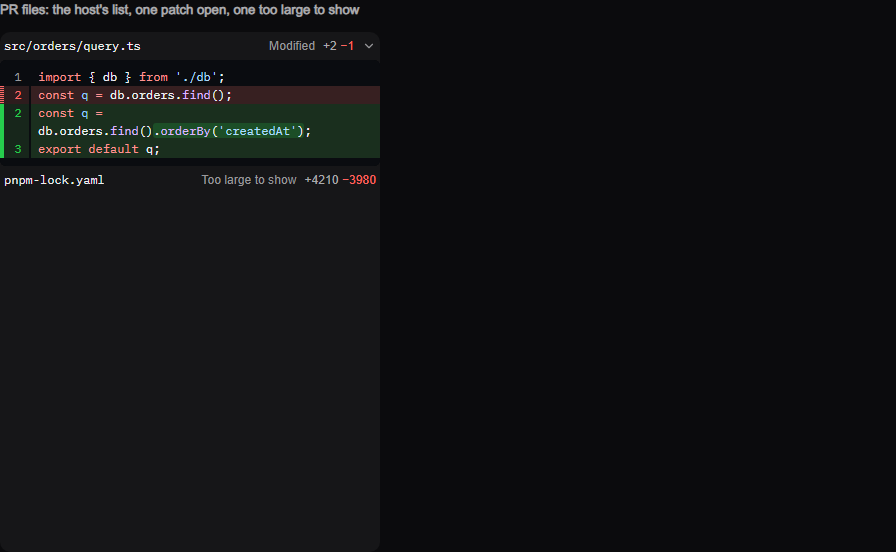 PR files: the host's list, one patch open, one too large to show
src/orders/query.ts Modified +2 −1
1 import { db } from './db';
2 const q = db.orders.find();
2 const q =
db.orders.find().orderBy('createdAt');
3 export default q;
pnpm-lock.yaml Too large to show +4210 −3980